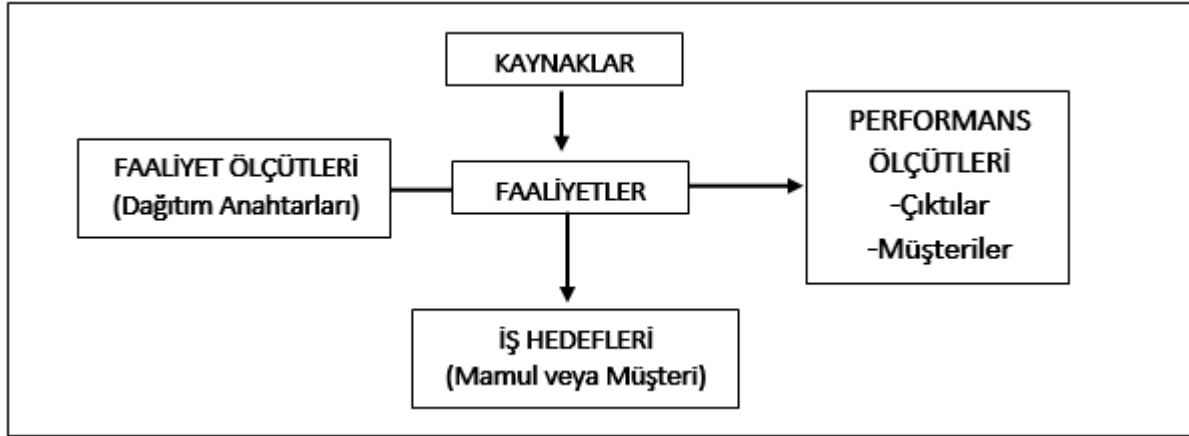 KAYNAKLAR
FAALİYET ÖLÇÜTLERİ
(Dağıtım Anahtarları)
FAALİYETLER
PERFORMANS
ÖLÇÜTLERİ
-Çıktılar
-Müşteriler
İŞ HEDEFLERİ
(Mamul veya Müşteri)